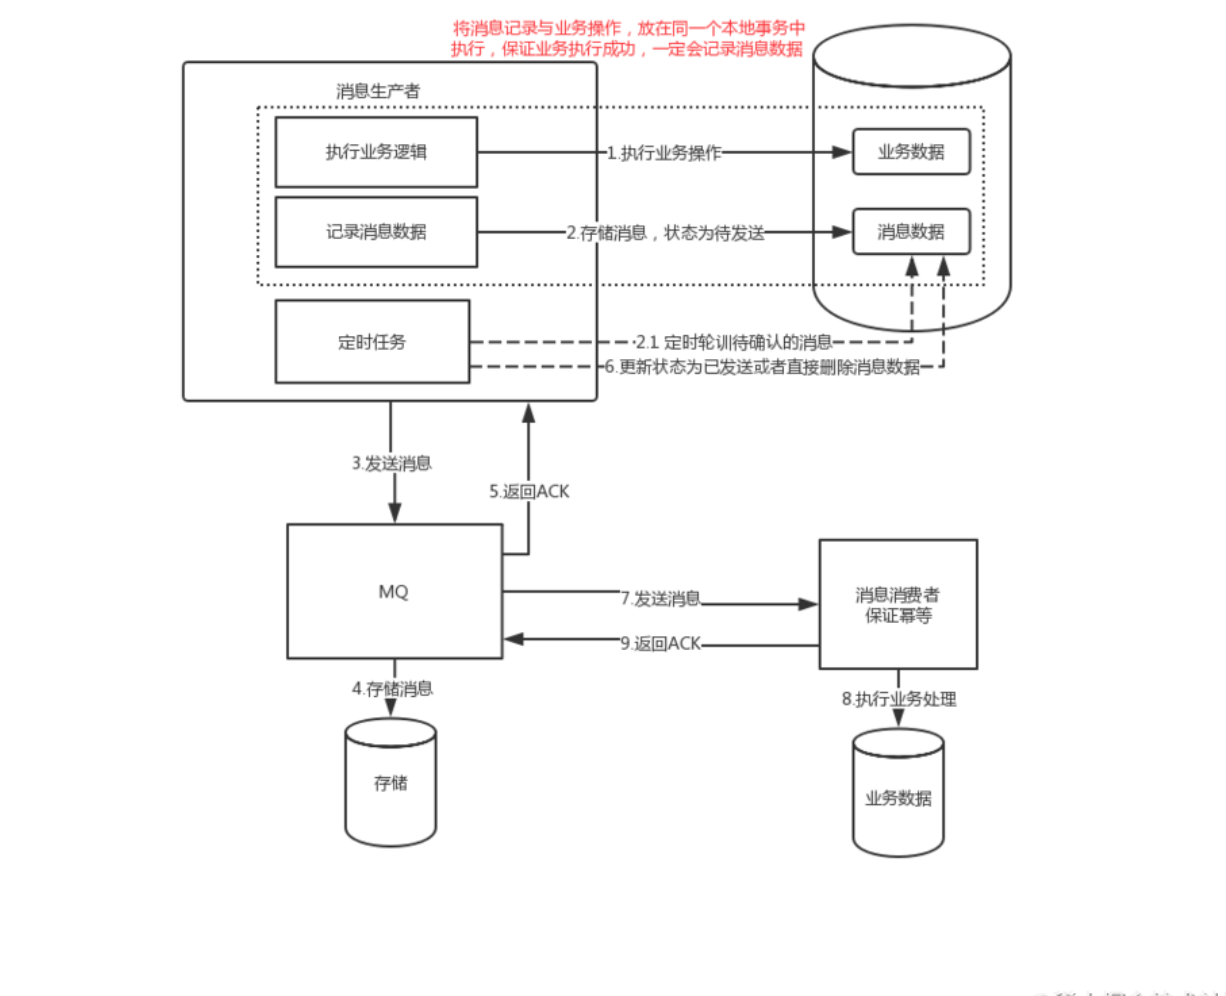 将消息记录与业务操作，放在同一个本地事务中
执行，保证业务执行成功，一定会记录消息数据
消息生产者
执行业务逻辑
1.执行业务操作
业务数据
记录消息数据
2.存储消息，状态为待发送
消息数据
定时任务
2.1 定时轮训待确认的消息
6.更新状态为已发送或者直接删除消息数据
3.发送消息
5.返回ACK
MQ
7.发送消息
消息消费者
保证幂等
9.返回ACK
4.存储消息
8.执行业务处理
存储
业务数据